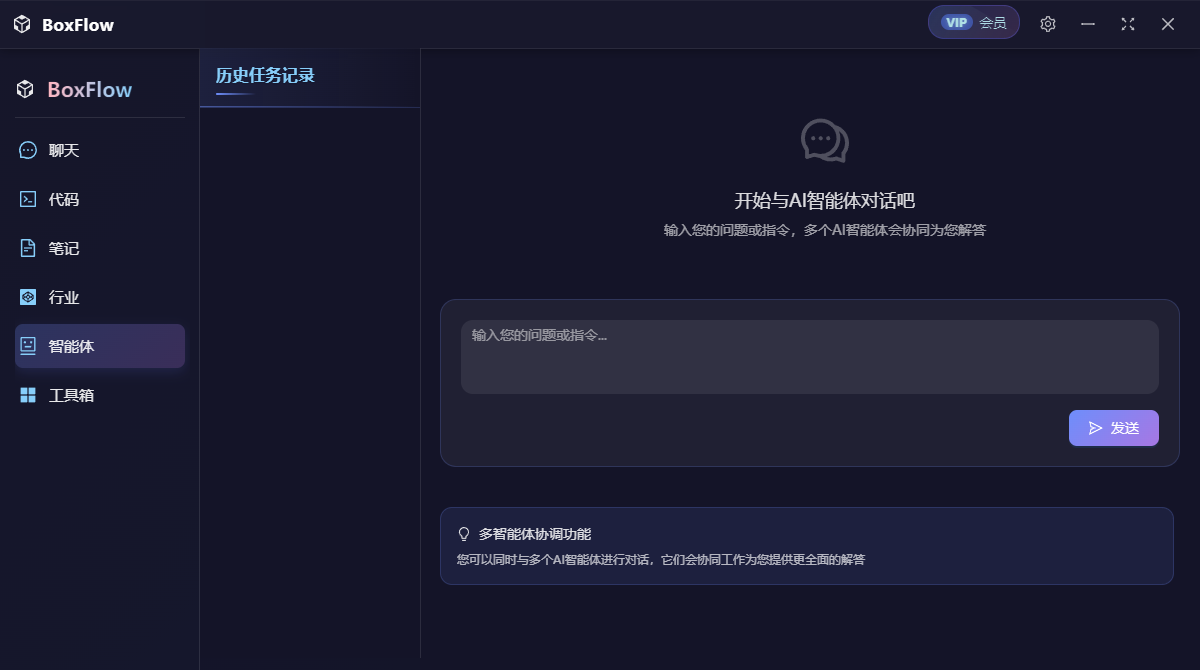 BoxFlow
VIP 会员
BoxFlow
聊天
代码
笔记
行业
智能体
工具箱
历史任务记录
开始与AI智能体对话吧
输入您的问题或指令，多个AI智能体会协同为您解答
输入您的问题或指令...
发送
多智能体协调功能
您可以同时与多个AI智能体进行对话，它们会协同工作为您提供更全面的解答